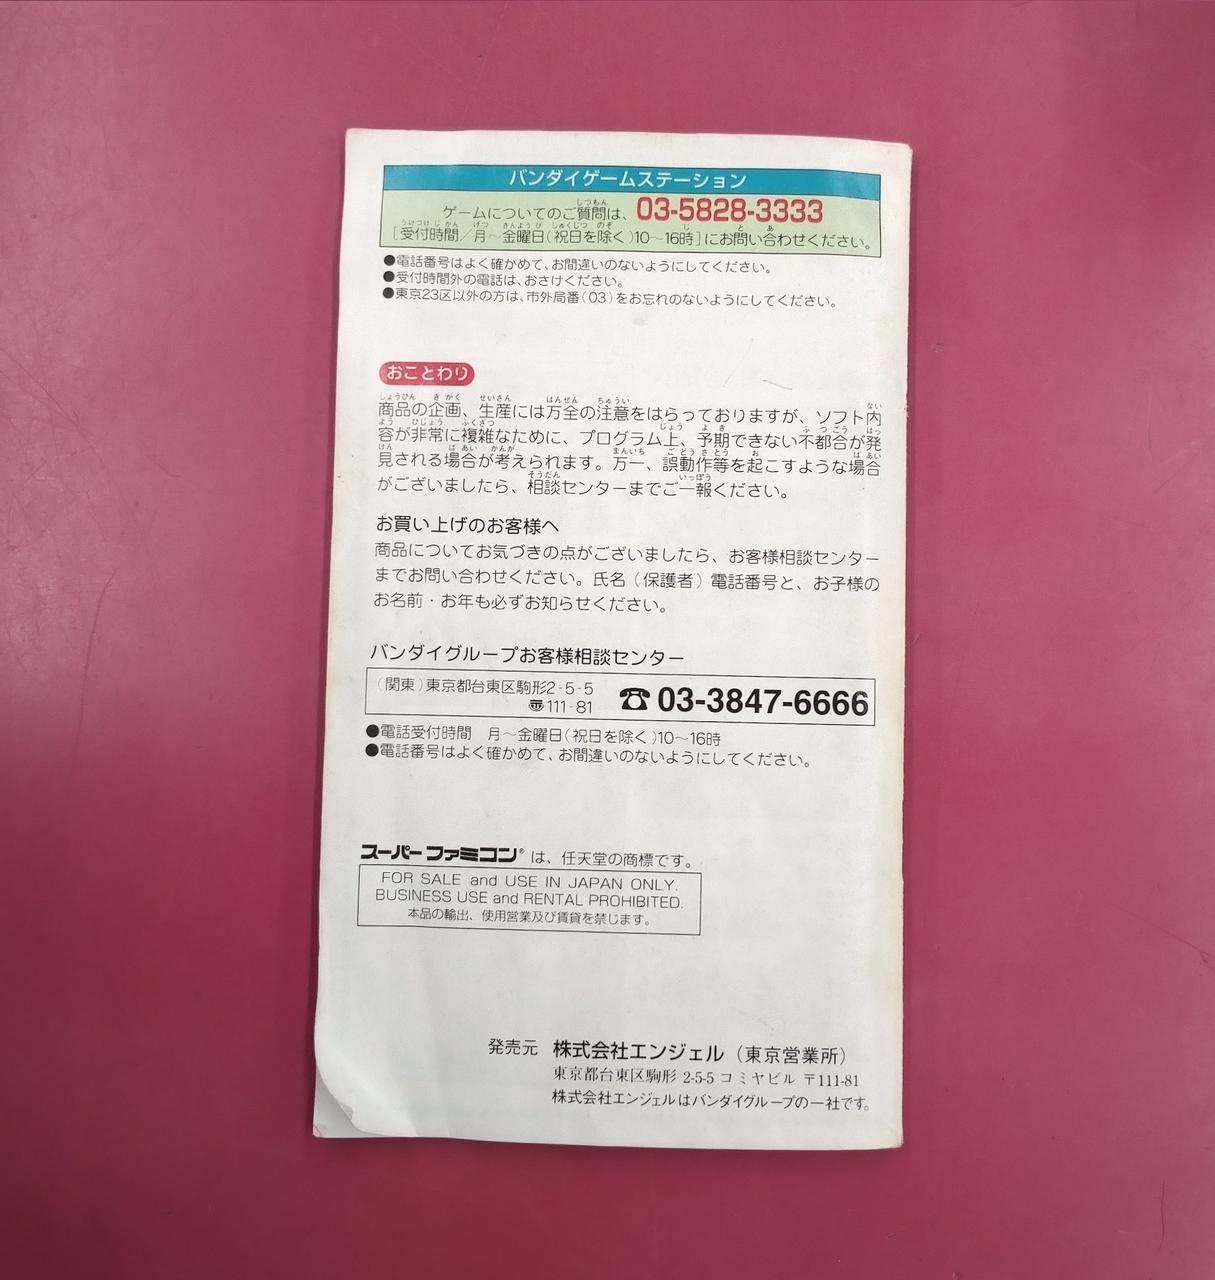 バンダイゲームステーション
ゲームについてのご質問は、03-5828-3333
［受付時間／月～金曜日(祝日を除く)10～16時］にお問い合わせください。
●電話番号はよく確かめて、お間違いのないようにしてください。
●受付時間外の電話は、おさけください。
●東京23区以外の方は、市外局番(03)をお忘れのないようにしてください。
おことわり
商品の企画、生産には万全の注意をはらっておりますが、ソフト内
容が非常に複雑なために、プログラム上、予期できない不都合が発
見される場合が考えられます。万一、誤動作等を起こすような場合
がございましたら、相談センターまでご一報ください。
お買い上げのお客様へ
商品についてお気づきの点がございましたら、お客様相談センター
までお問い合わせください。氏名（保護者）電話番号と、お子様の
お名前・お年も必ずお知らせください。
バンダイグループお客様相談センター
(関東)東京都台東区駒形2-5-5
〠111-81 ☎03-3847-6666
●電話受付時間　月～金曜日(祝日を除く)10～16時
●電話番号はよく確かめて、お間違いのないようにしてください。
スーパーファミコン®は、任天堂の商標です。
FOR SALE and USE IN JAPAN ONLY.
BUSINESS USE and RENTAL PROHIBITED.
本品の輸出、使用営業及び賃貸を禁じます。
発売元 株式会社エンジェル（東京営業所）
東京都台東区駒形 2-5-5 コミヤビル 〒111-81
株式会社エンジェルはバンダイグループの一社です。